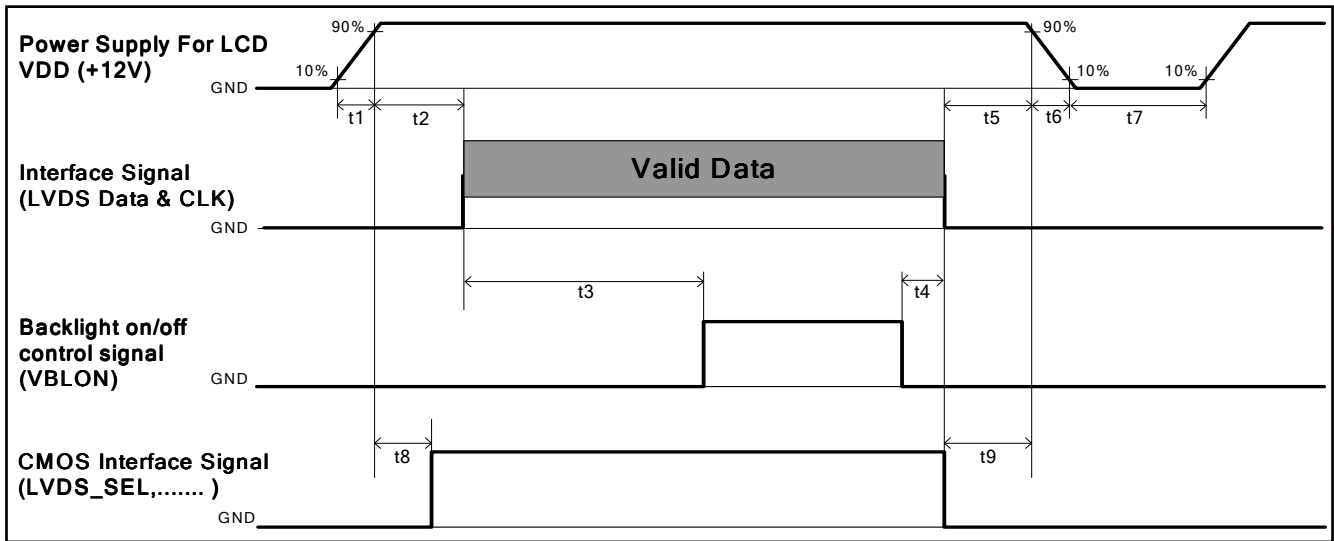 Power Supply For LCD
VDD (+12V)
90%
10%
GND
t1
t2
90%
10%
10%
t5
t6
t7
Interface Signal
(LVDS Data & CLK)
GND
Valid Data
t3
t4
Backlight on/off
control signal
(VBLON)
GND
t8
t9
CMOS Interface Signal
(LVDS_SEL,....... )
GND